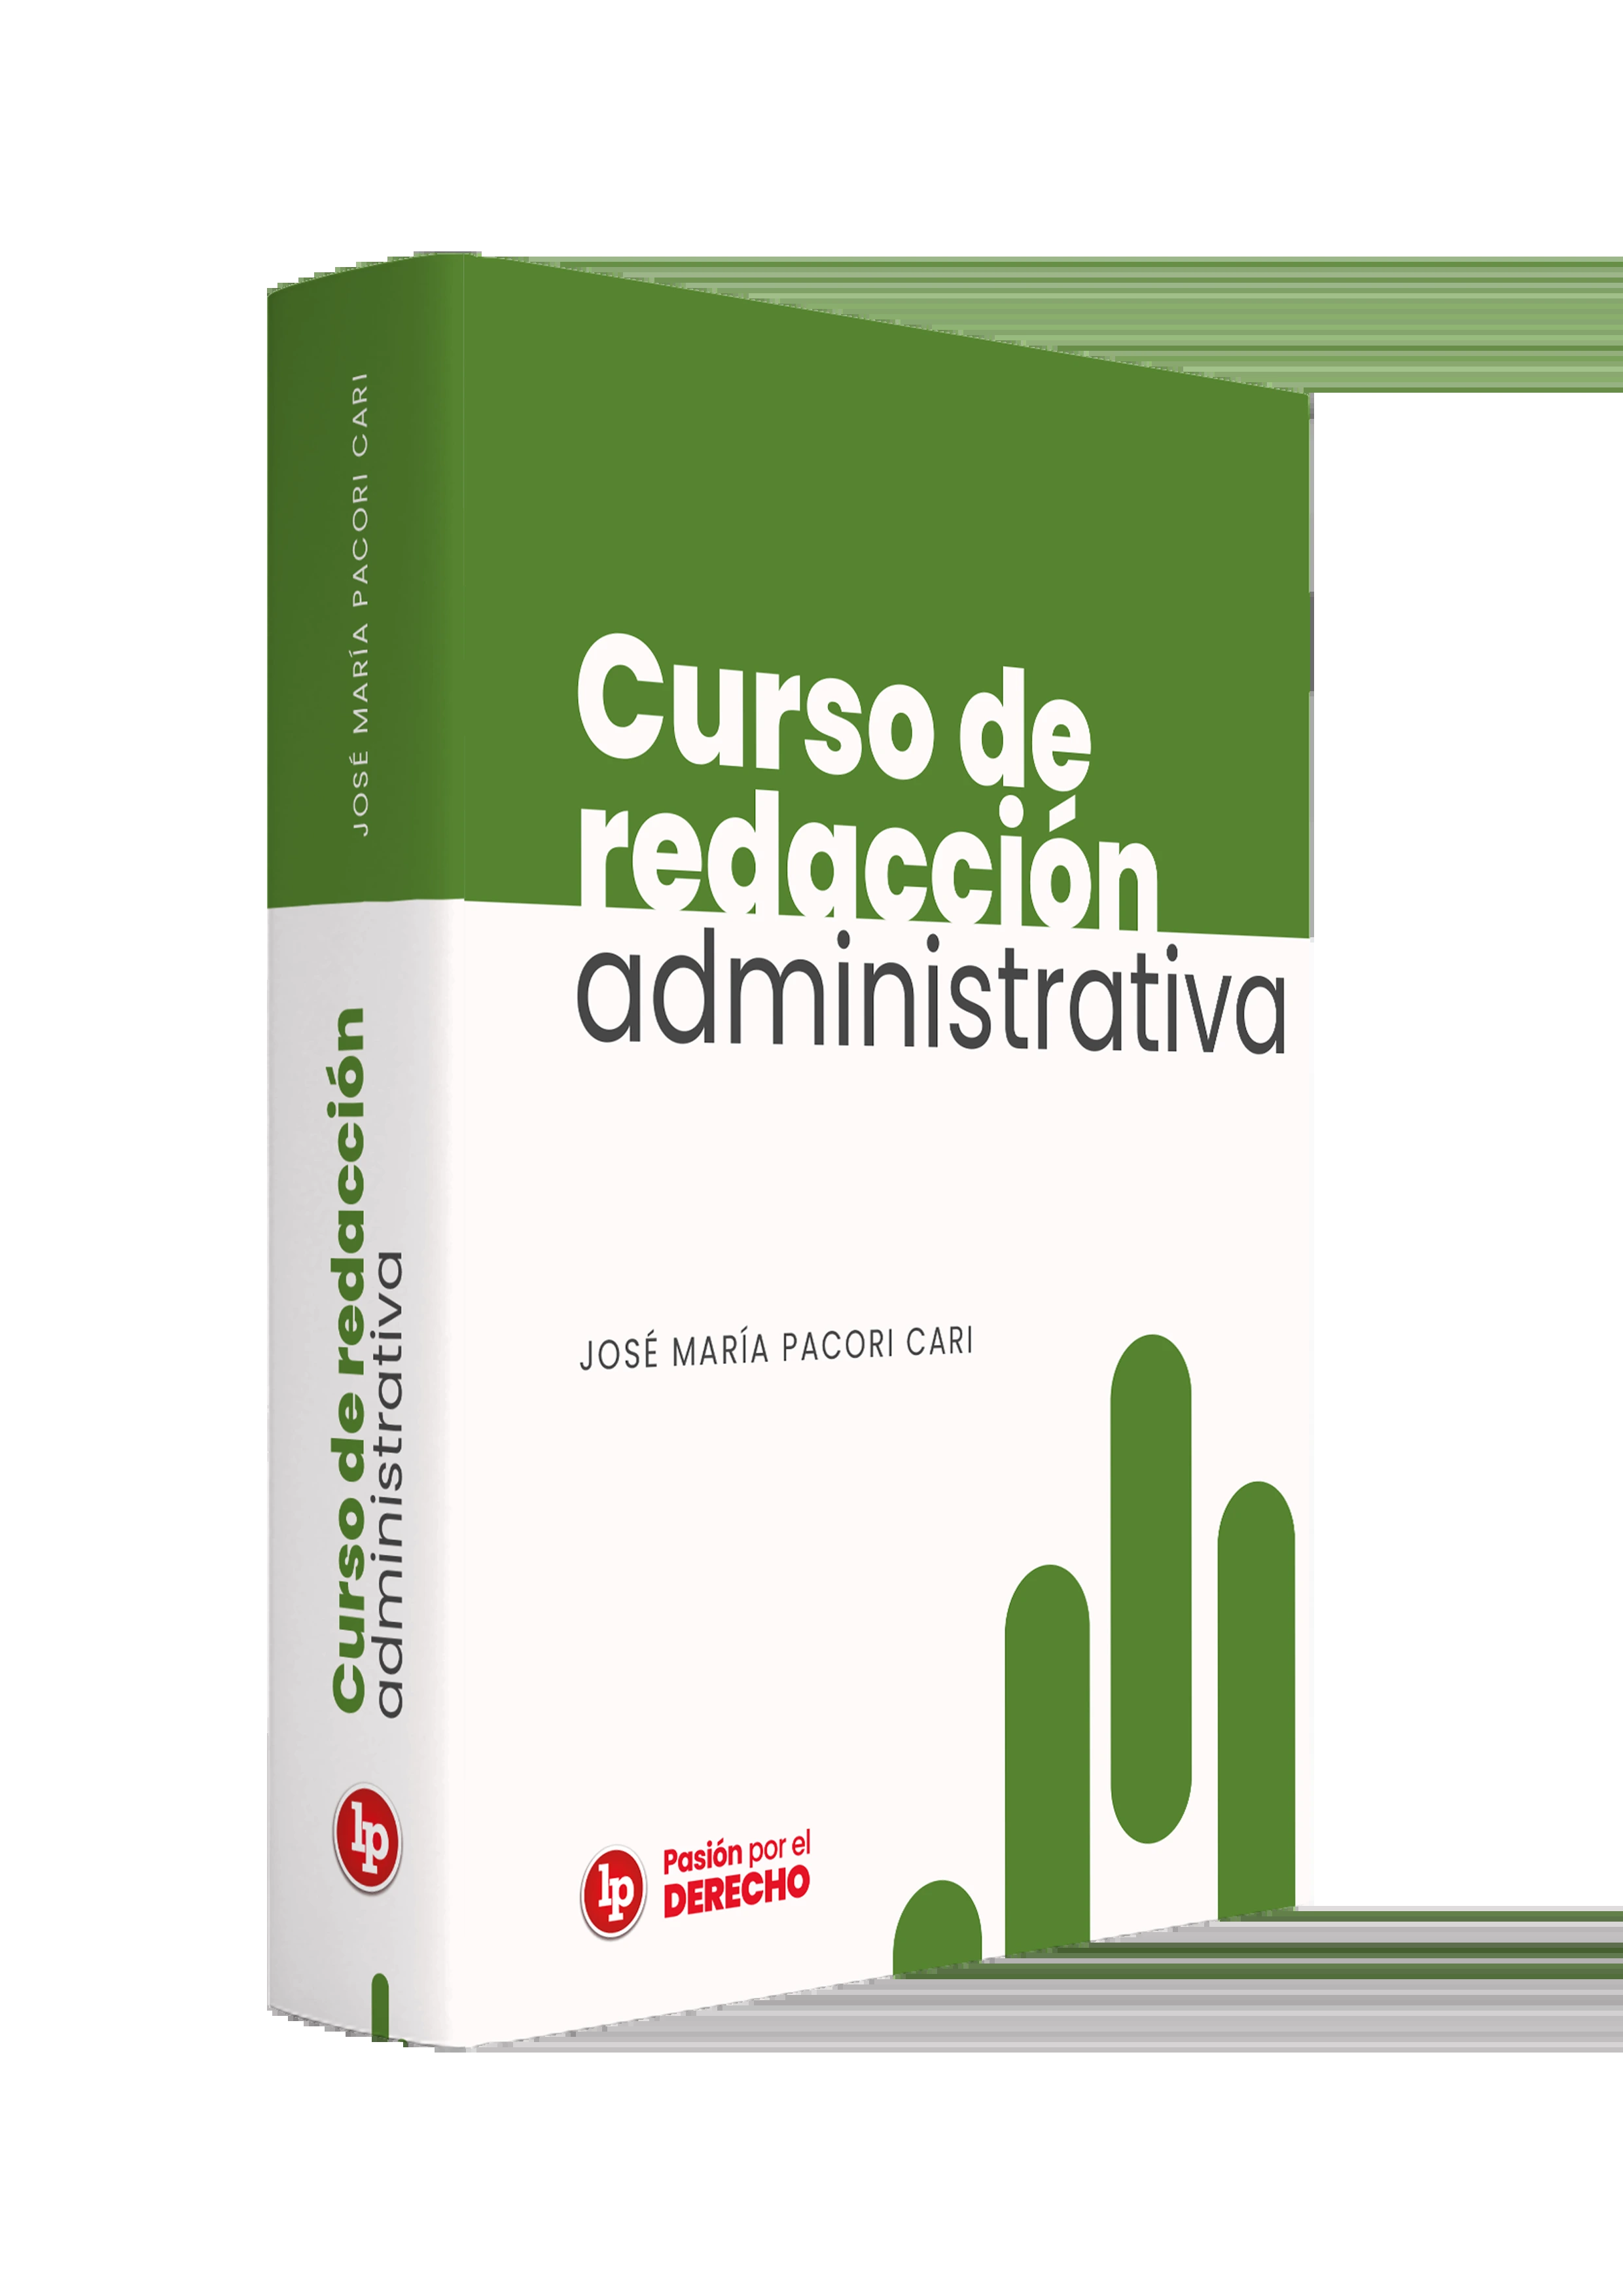 JOSÉ MARÍA PACORI CARI
Curso de redacción
administrativa
lp
Curso de
redacción
administrativa
JOSÉ MARÍA PACORI CARI
lp
Pasión por el
DERECHO